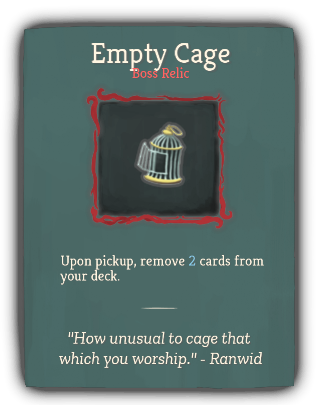 Empty Cage
Boss Relic
Upon pickup, remove 2 cards from
your deck.
"How unusual to cage that
which you worship." - Ranwid